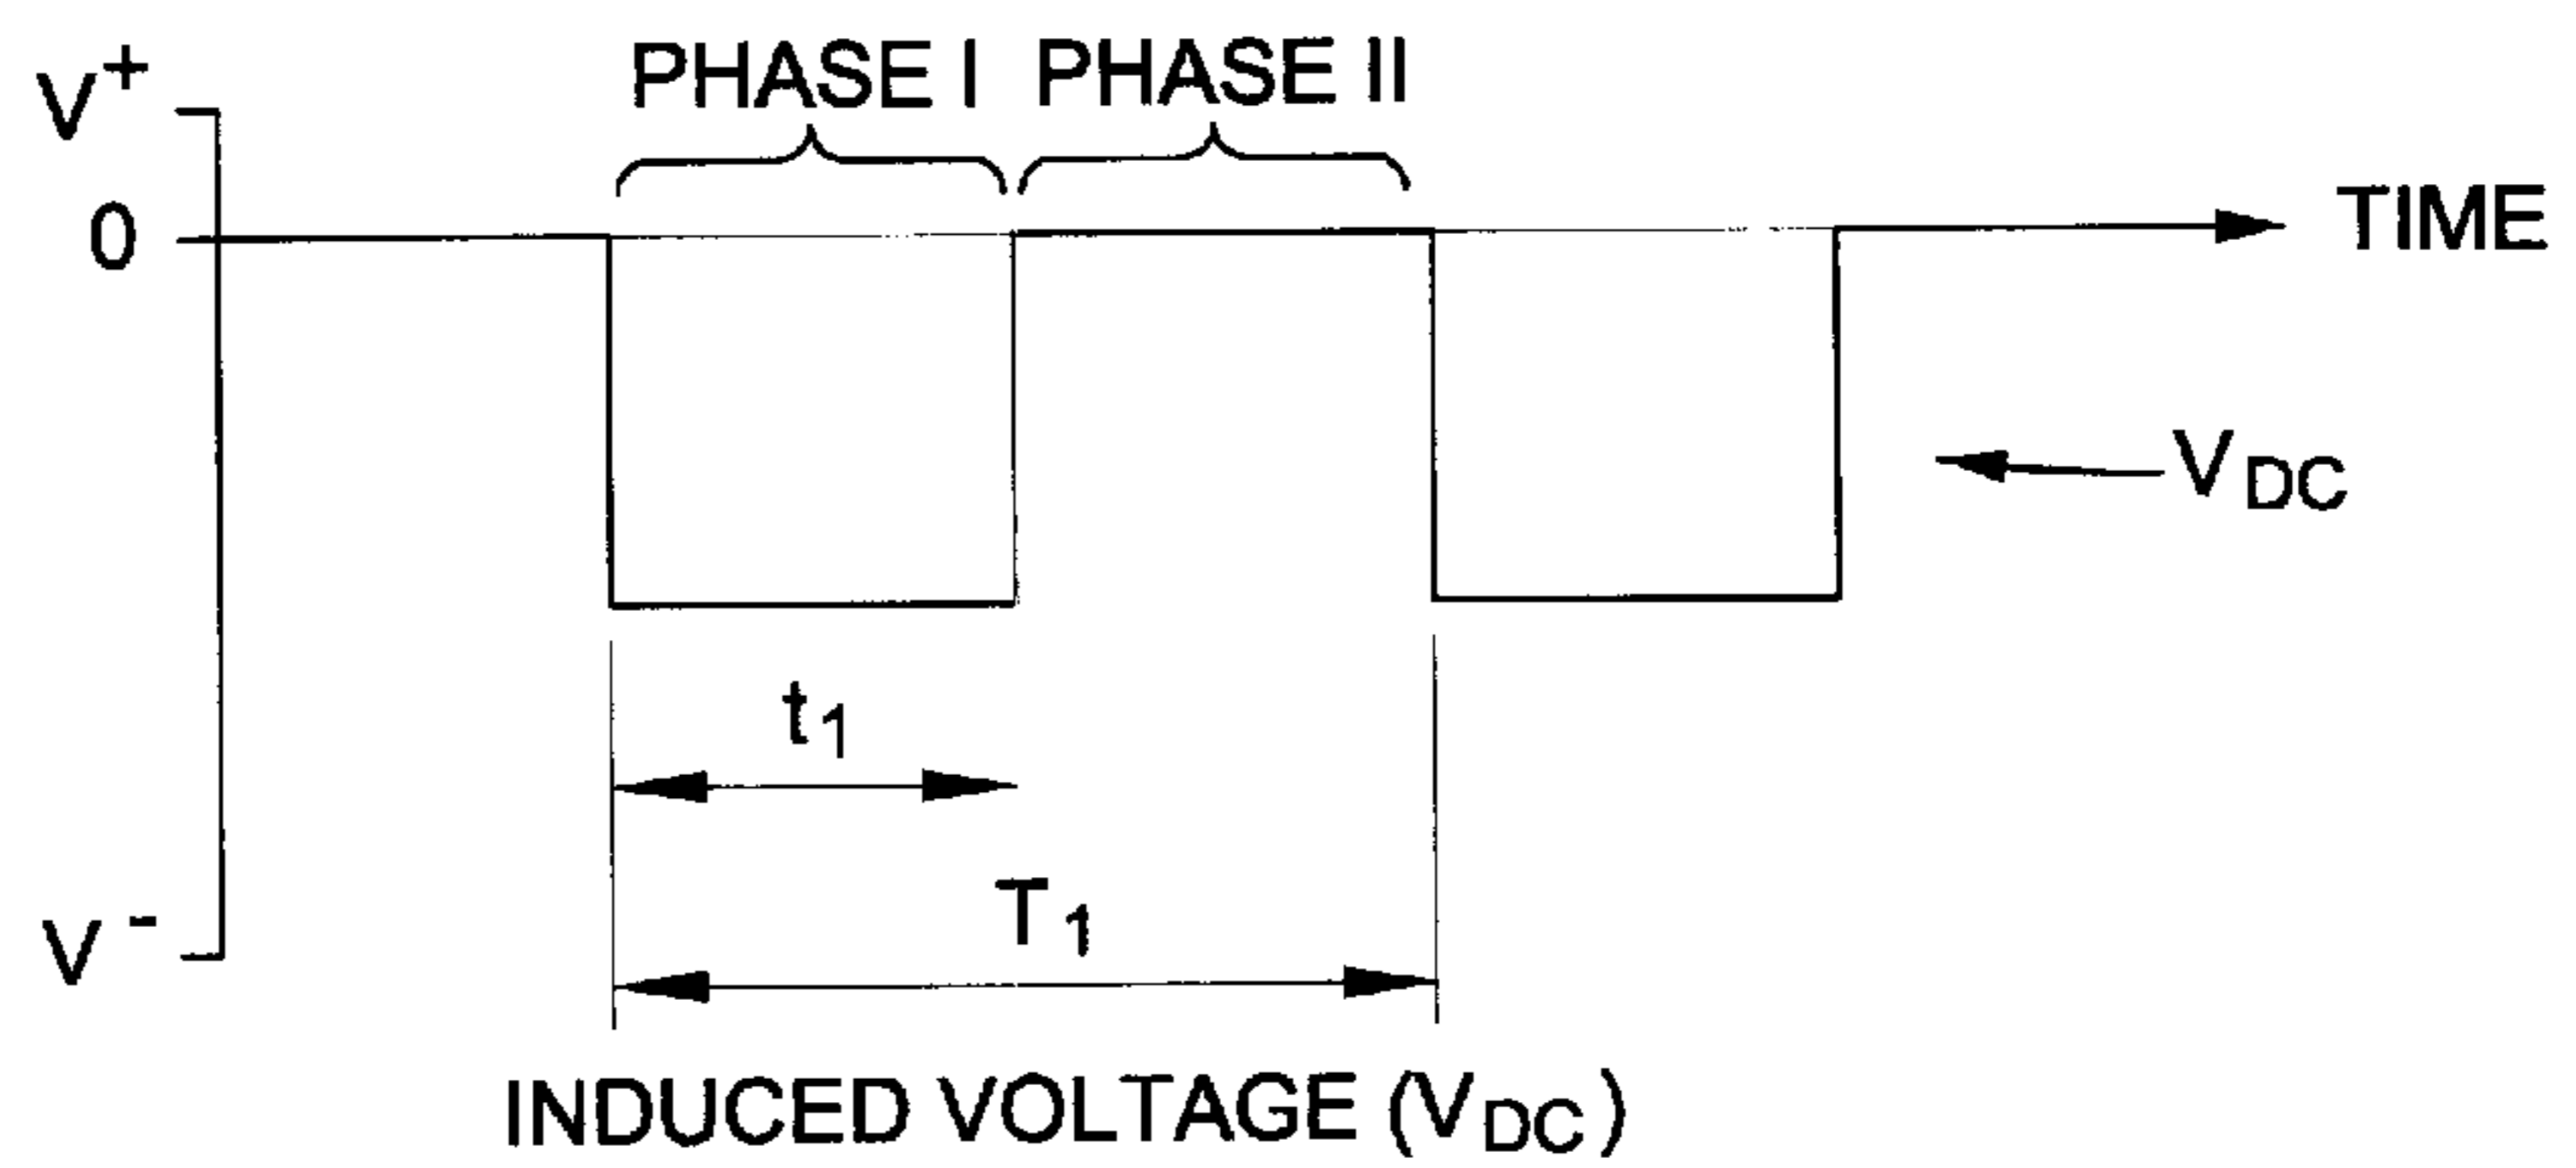 V+
PHASE I PHASE II
0
TIME
VDC
t1
T1
V-
INDUCED VOLTAGE (VDC)